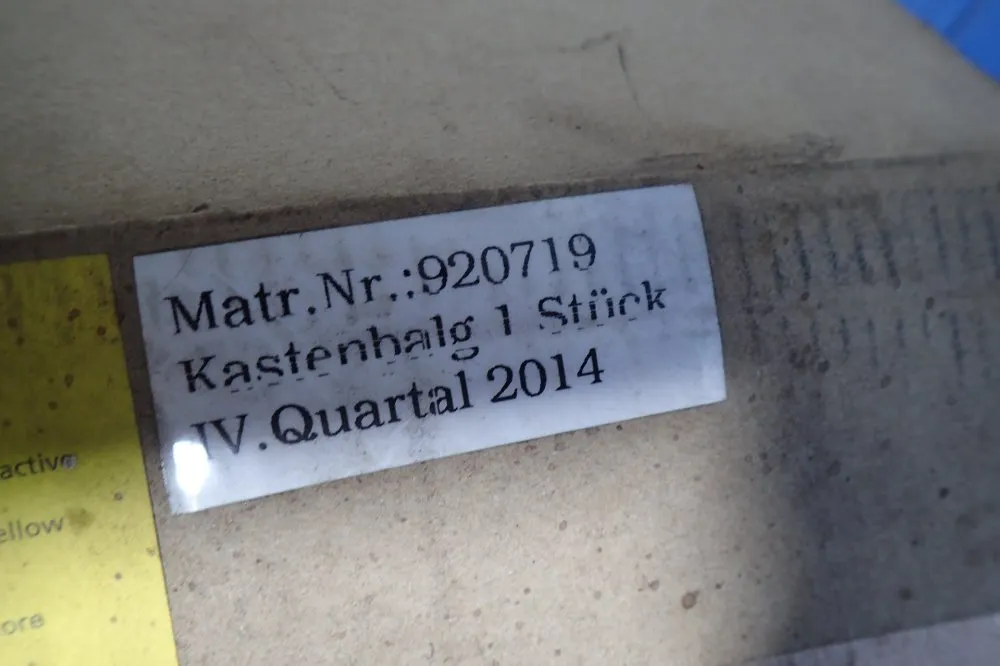 Matr.Nr.:920719
Kastenbalg 1 Stück
IV.Quartal 2014
active
ellow
ore